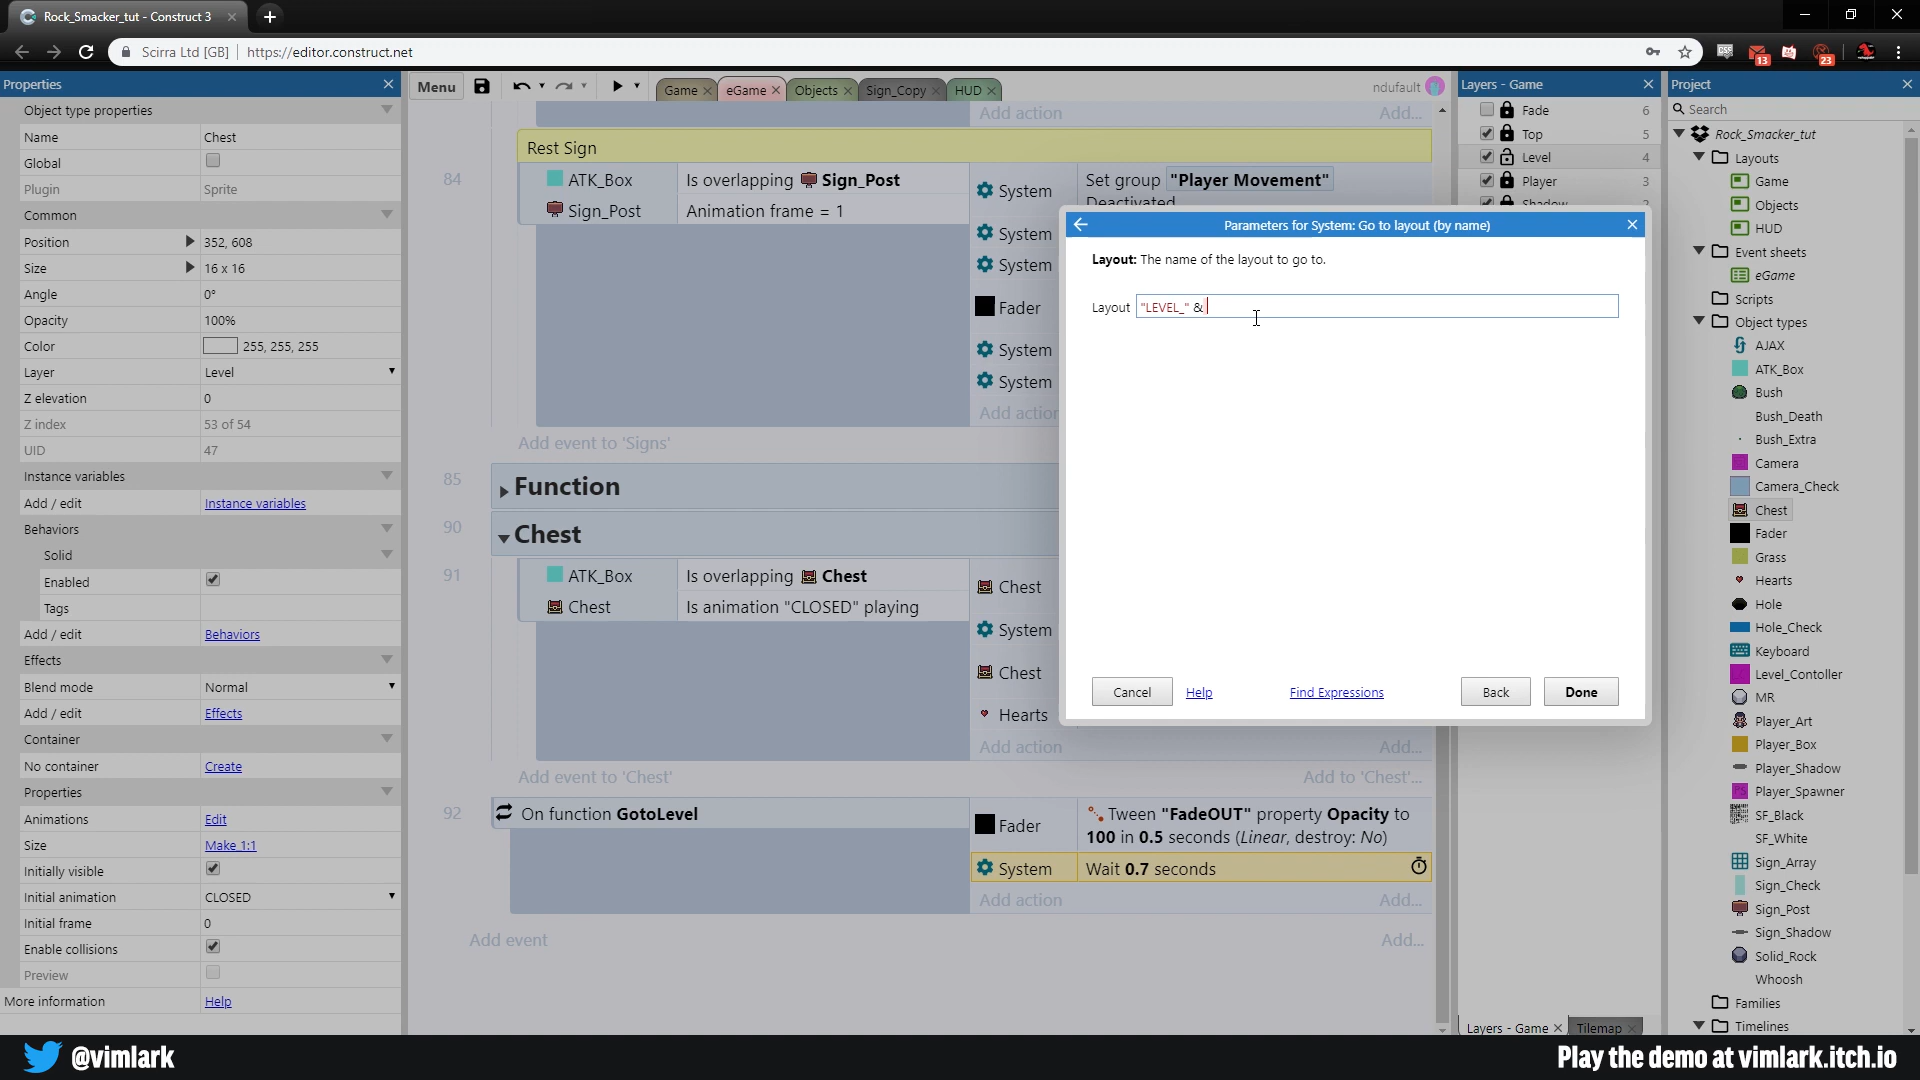 Rock_Smacker_tut - Construct 3
Scirra Ltd [GB] | https://editor.construct.net
13
23
Properties
Object type properties
Name Chest
Global
Plugin Sprite
Common
Position 352, 608
Size 16 x 16
Angle 0°
Opacity 100%
Color 255, 255, 255
Layer Level
Z elevation 0
Z index 53 of 54
UID 47
Instance variables
Add / edit Instance variables
Behaviors
Solid
Enabled
Tags
Add / edit Behaviors
Effects
Blend mode Normal
Add / edit Effects
Container
No container Create
Properties
Animations Edit
Size Make 1:1
Initially visible
Initial animation CLOSED
Initial frame 0
Enable collisions
Preview
More information Help
Menu
Game
eGame
Objects
Sign_Copy
HUD
ndufault
Add action Add...
Rest Sign
84
ATK_Box Is overlapping Sign_Post
Sign_Post Animation frame = 1
System Set group "Player Movement"
Deactivated
System
System
Fader
System
System
Add action
Add event to 'Signs'
85 Function
90 Chest
91
ATK_Box Is overlapping Chest
Chest Is animation "CLOSED" playing
Chest
System
Chest
Hearts
Add action Add...
Add event to 'Chest' Add to 'Chest'...
92 On function GotoLevel
Fader Tween "FadeOUT" property Opacity to
100 in 0.5 seconds (Linear, destroy: No)
System Wait 0.7 seconds
Add action Add...
Add event Add...
Parameters for System: Go to layout (by name)
Layout: The name of the layout to go to.
Layout "LEVEL_" &
Cancel Help Find Expressions Back Done
Layers - Game
Fade 6
Top 5
Level 4
Player 3
Shadow
Layers - Game
Tilemap
Project
Search
Rock_Smacker_tut
Layouts
Game
Objects
HUD
Event sheets
eGame
Scripts
Object types
AJAX
ATK_Box
Bush
Bush_Death
Bush_Extra
Camera
Camera_Check
Chest
Fader
Grass
Hearts
Hole
Hole_Check
Keyboard
Level_Contoller
MR
Player_Art
Player_Box
Player_Shadow
Player_Spawner
SF_Black
SF_White
Sign_Array
Sign_Check
Sign_Post
Sign_Shadow
Solid_Rock
Whoosh
Families
Timelines
@vimlark
Play the demo at vimlark.itch.io